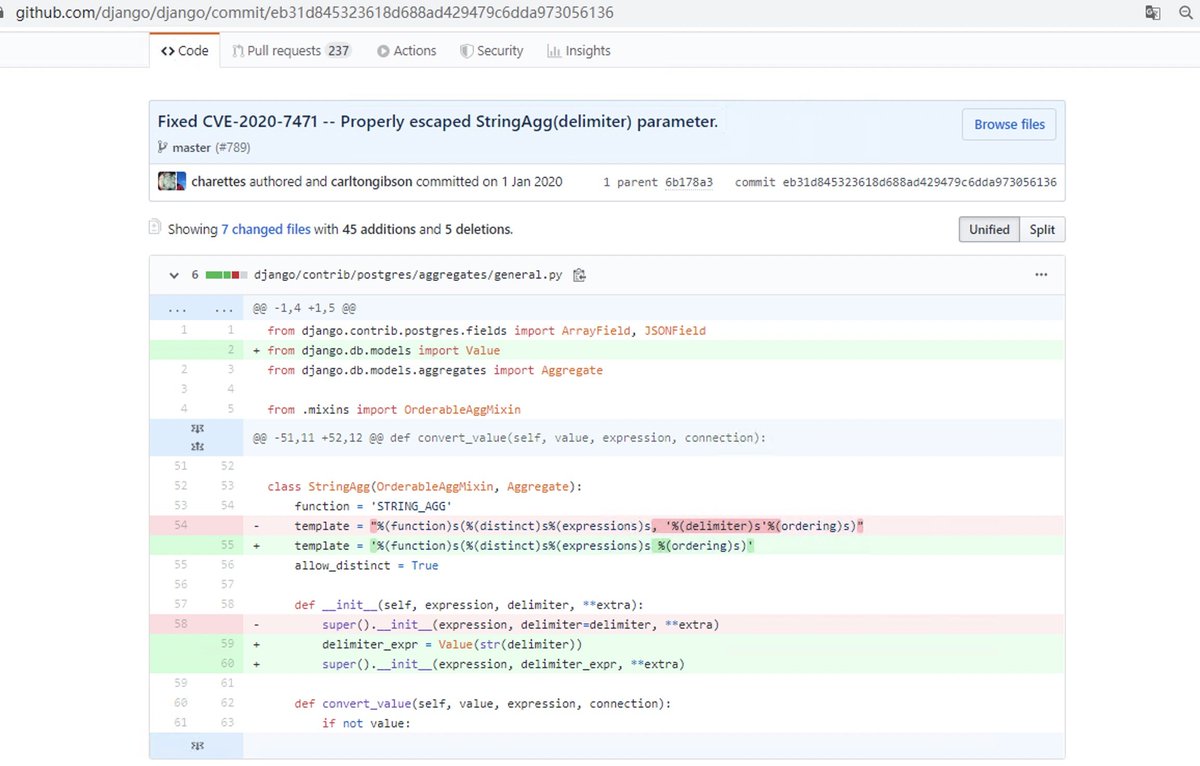 github.com/django/django/commit/eb31d845323618d688ad429479c6dda973056136
Code Pull requests 237 Actions Security Insights
Fixed CVE-2020-7471 -- Properly escaped StringAgg(delimiter) parameter.
Browse files
master (#789)
charettes authored and carltongibson committed on 1 Jan 2020 1 parent 6b178a3 commit eb31d845323618d688ad429479c6dda973056136
Showing 7 changed files with 45 additions and 5 deletions.
Unified Split
6 django/contrib/postgres/aggregates/general.py ...
... ... @@ -1,4 +1,5 @@
1 1 from django.contrib.postgres.fields import ArrayField, JSONField
2 + from django.db.models import Value
2 3 from django.db.models.aggregates import Aggregate
3 4
4 5 from .mixins import OrderableAggMixin
@@ -51,11 +52,12 @@ def convert_value(self, value, expression, connection):
51 52
52 53 class StringAgg(OrderableAggMixin, Aggregate):
53 54 function = 'STRING_AGG'
54 - template = "%(function)s(%(distinct)s%(expressions)s, '%(delimiter)s'%(ordering)s)"
55 + template = '%(function)s(%(distinct)s%(expressions)s %(ordering)s)'
55 56 allow_distinct = True
56 57
57 58 def __init__(self, expression, delimiter, **extra):
58 - super().__init__(expression, delimiter=delimiter, **extra)
59 + delimiter_expr = Value(str(delimiter))
60 + super().__init__(expression, delimiter_expr, **extra)
59 61
60 62 def convert_value(self, value, expression, connection):
61 63 if not value: